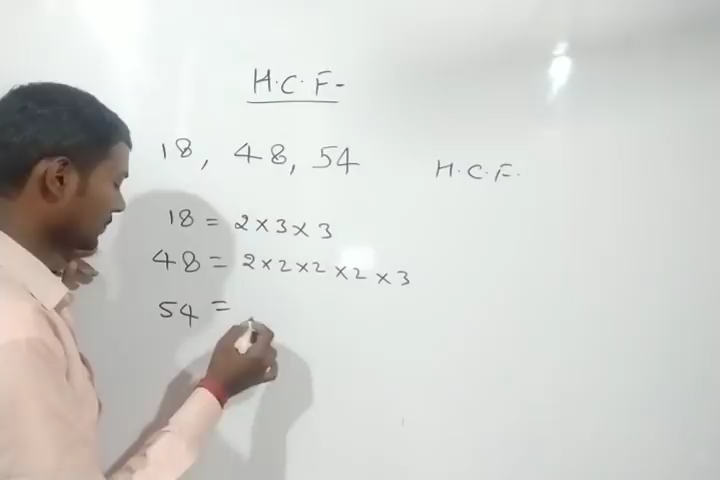 H.C.F-
18, 48, 54
H.C.F.
18 = 2×3×3
48 = 2×2×2×2×3
54 =